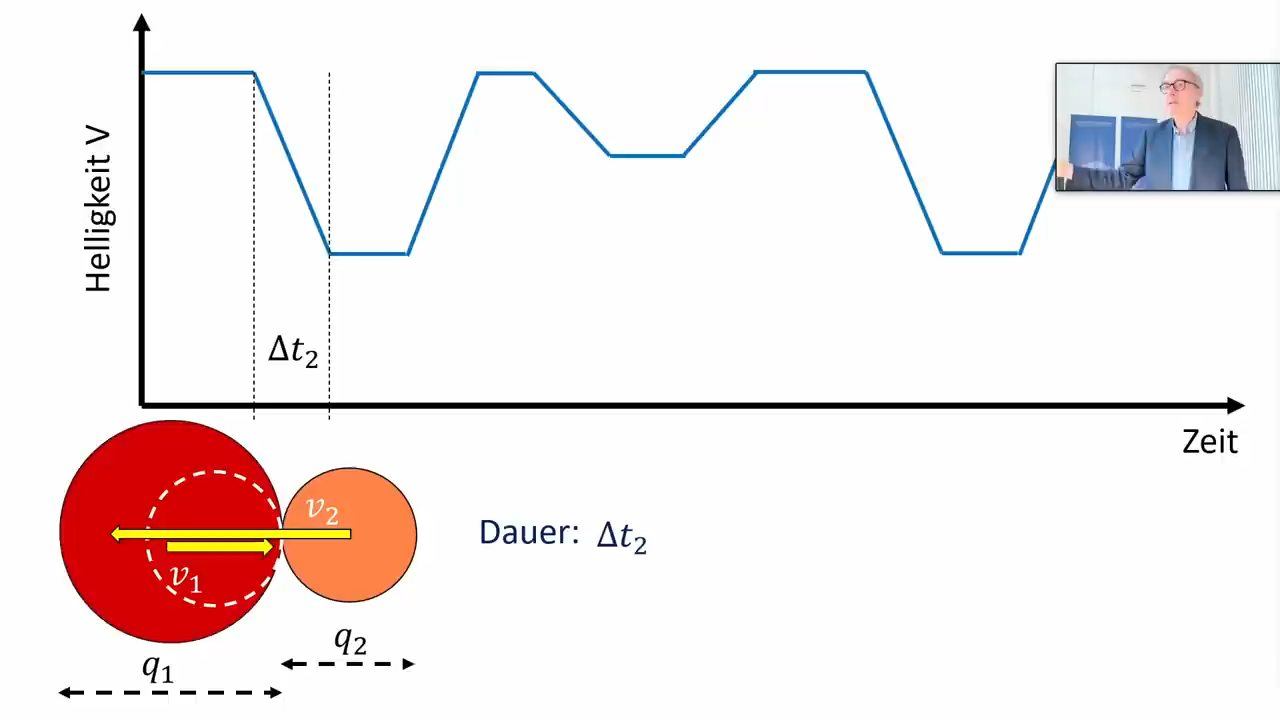 Helligkeit V
Δt₂
Zeit
v₂
v₁
Dauer: Δt₂
q₂
q₁